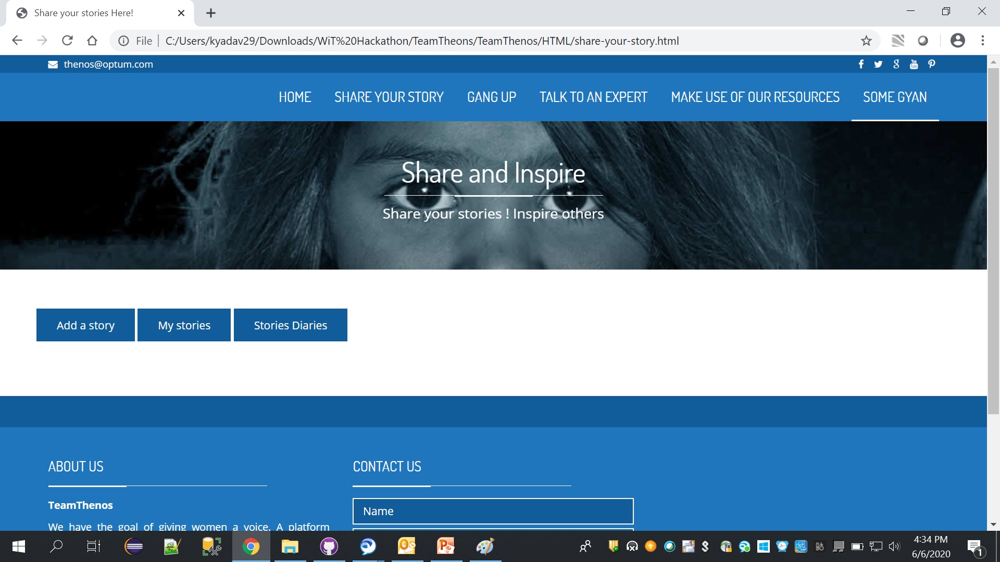 Share your stories Here!
File C:/Users/kyadav29/Downloads/WiT%20Hackathon/TeamTheons/TeamThenos/HTML/share-your-story.html
thenos@optum.com
HOME SHARE YOUR STORY GANG UP TALK TO AN EXPERT MAKE USE OF OUR RESOURCES SOME GYAN
Share and Inspire
Share your stories ! Inspire others
Add a story My stories Stories Diaries
ABOUT US CONTACT US
TeamThenos
Name
We have the goal of giving women a voice. A platform
4:34 PM
6/6/2020
1